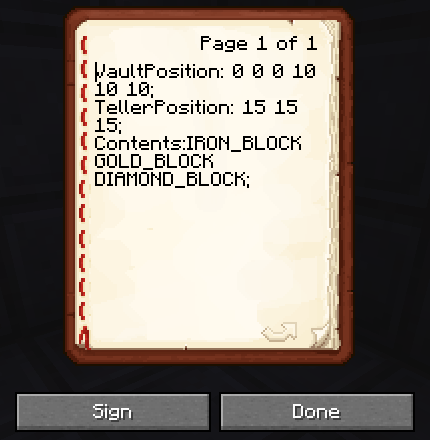 Page 1 of 1
VaultPosition: 0 0 0 10
10 10;
TellerPosition: 15 15
15;
Contents:IRON_BLOCK
GOLD_BLOCK
DIAMOND_BLOCK;
Sign
Done